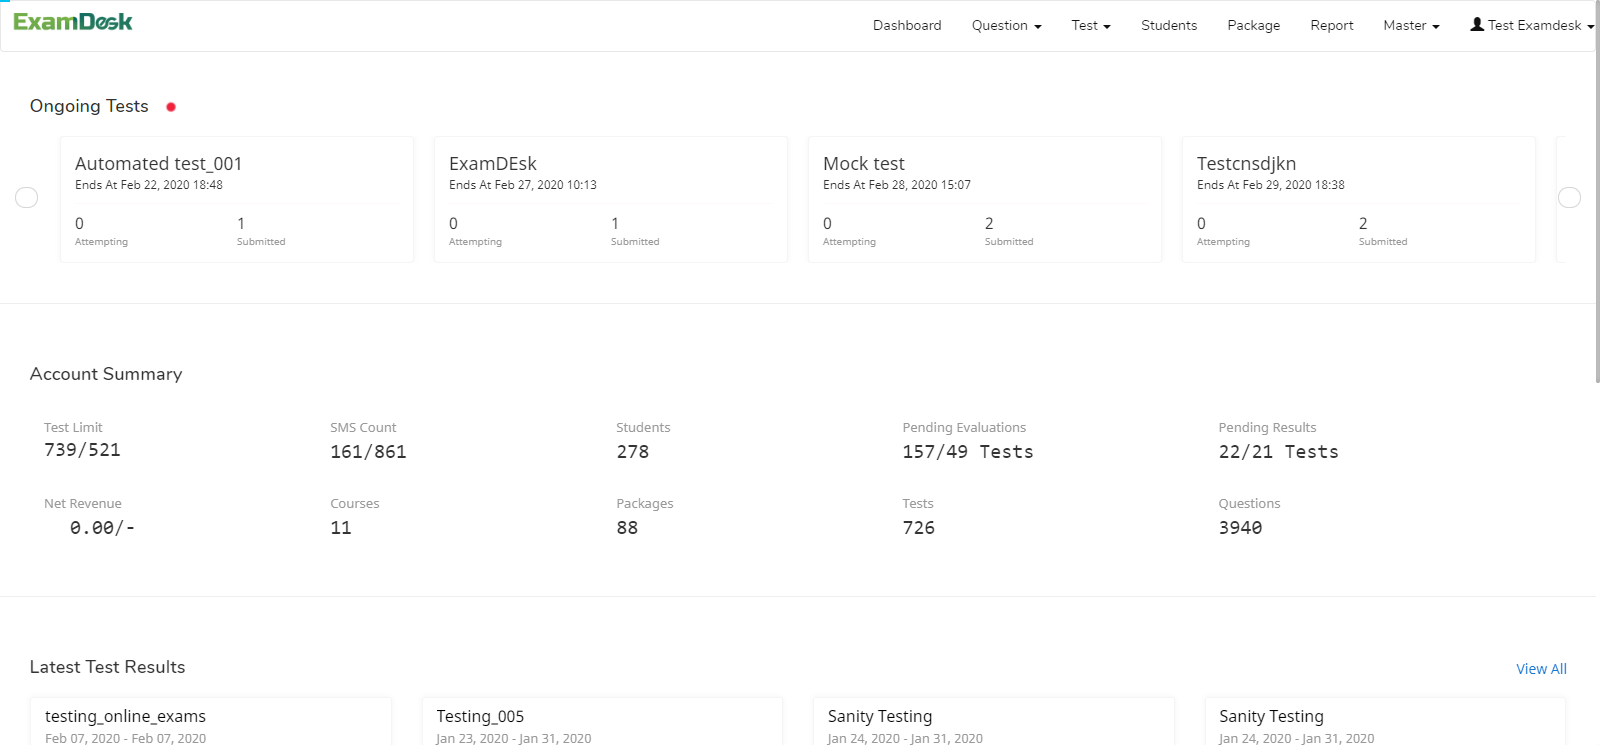 ExamDesk
Dashboard Question Test Students Package Report Master Test Examdesk
Ongoing Tests
Automated test_001
Ends At Feb 22, 2020 18:48
0 1
Attempting Submitted
ExamDEsk
Ends At Feb 27, 2020 10:13
0 1
Attempting Submitted
Mock test
Ends At Feb 28, 2020 15:07
0 2
Attempting Submitted
Testcnsdjkn
Ends At Feb 29, 2020 18:38
0 2
Attempting Submitted
Account Summary
Test Limit
739/521
SMS Count
161/861
Students
278
Pending Evaluations
157/49 Tests
Pending Results
22/21 Tests
Net Revenue
0.00/-
Courses
11
Packages
88
Tests
726
Questions
3940
Latest Test Results
View All
testing_online_exams
Feb 07, 2020 - Feb 07, 2020
Testing_005
Jan 23, 2020 - Jan 31, 2020
Sanity Testing
Jan 24, 2020 - Jan 31, 2020
Sanity Testing
Jan 24, 2020 - Jan 31, 2020